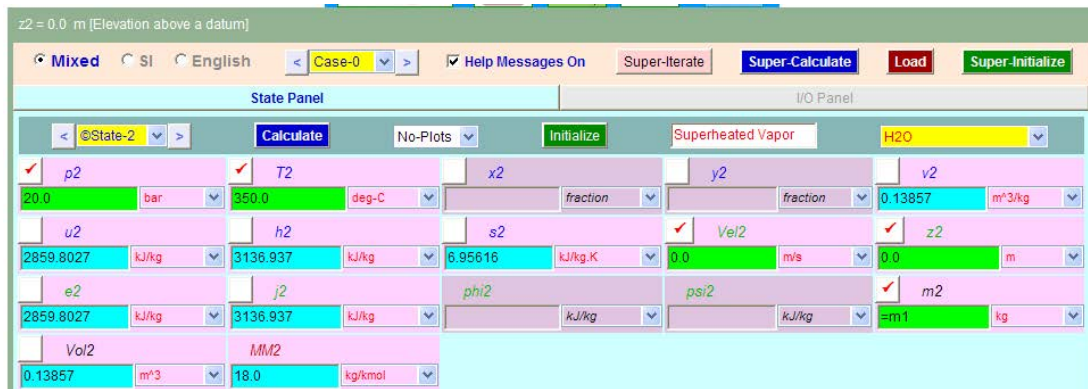 z2 = 0.0 m [Elevation above a datum]
Mixed SI English < Case-0 > Help Messages On Super-Iterate Super-Calculate Load Super-Initialize
State Panel I/O Panel
< ©State-2 > Calculate No-Plots Initialize Superheated Vapor H2O
p2 T2 x2 y2 v2
20.0 bar 350.0 deg-C fraction fraction 0.13857 m^3/kg
u2 h2 s2 Vel2 z2
2859.8027 kJ/kg 3136.937 kJ/kg 6.95616 kJ/kg.K 0.0 m/s 0.0 m
e2 j2 phi2 psi2 m2
2859.8027 kJ/kg 3136.937 kJ/kg kJ/kg kJ/kg =m1 kg
Vol2 MM2
0.13857 m^3 18.0 kg/kmol